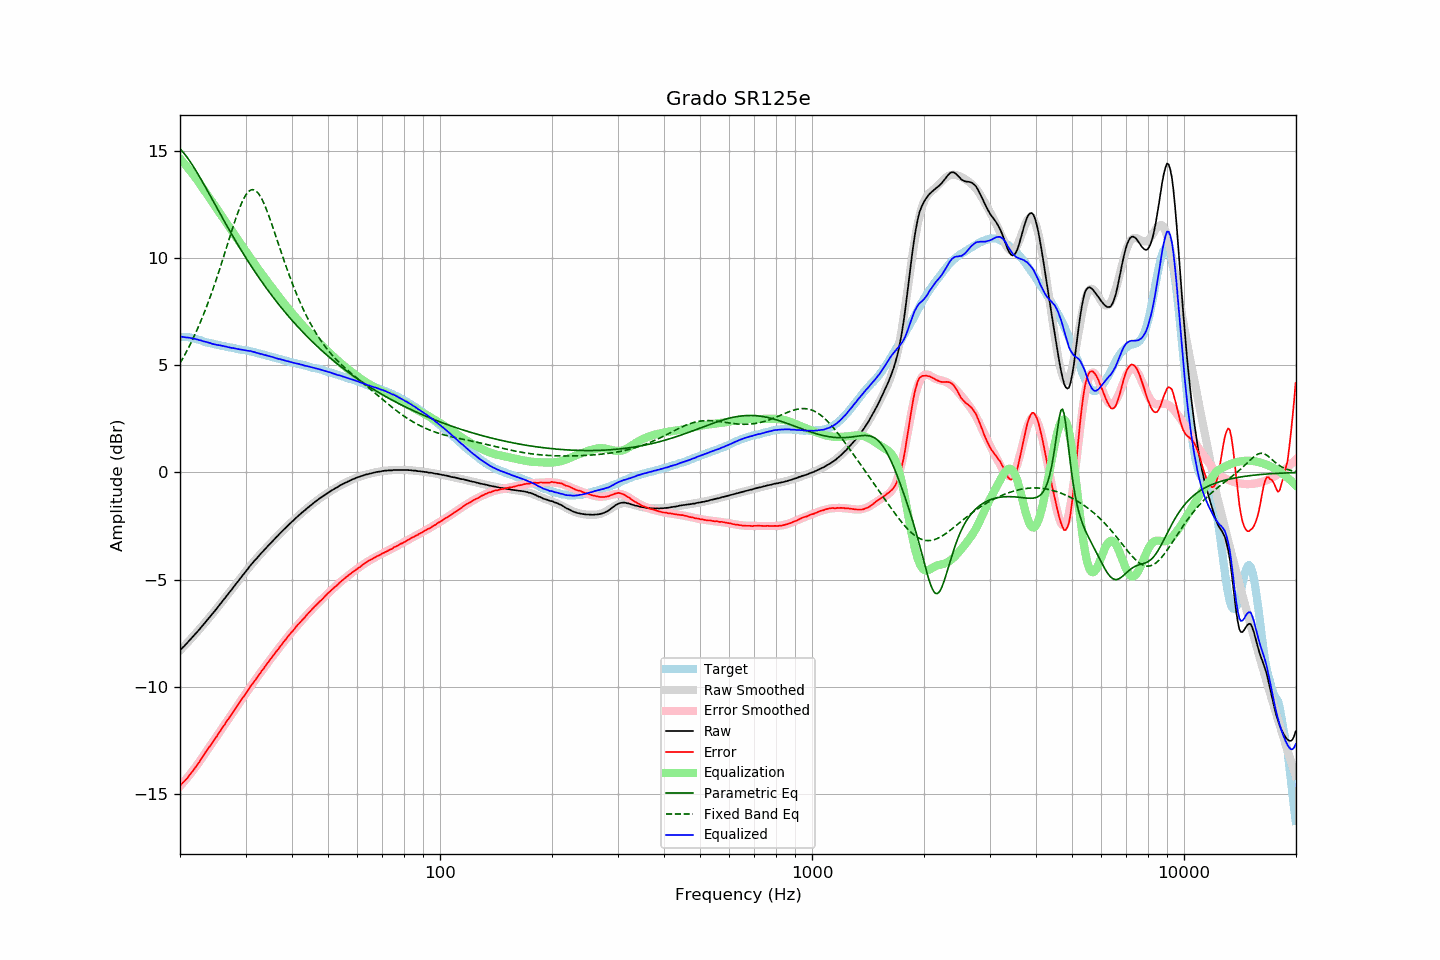 Grado SR125e
Amplitude (dBr)
15
10
5
0
−5
−10
−15
Target
Raw Smoothed
Error Smoothed
Raw
Error
Equalization
Parametric Eq
Fixed Band Eq
Equalized
100
1000
10000
Frequency (Hz)